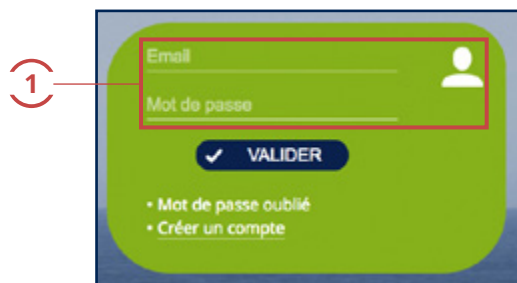 Email
1
Mot de passe
VALIDER
• Mot de passe oublié
• Créer un compte